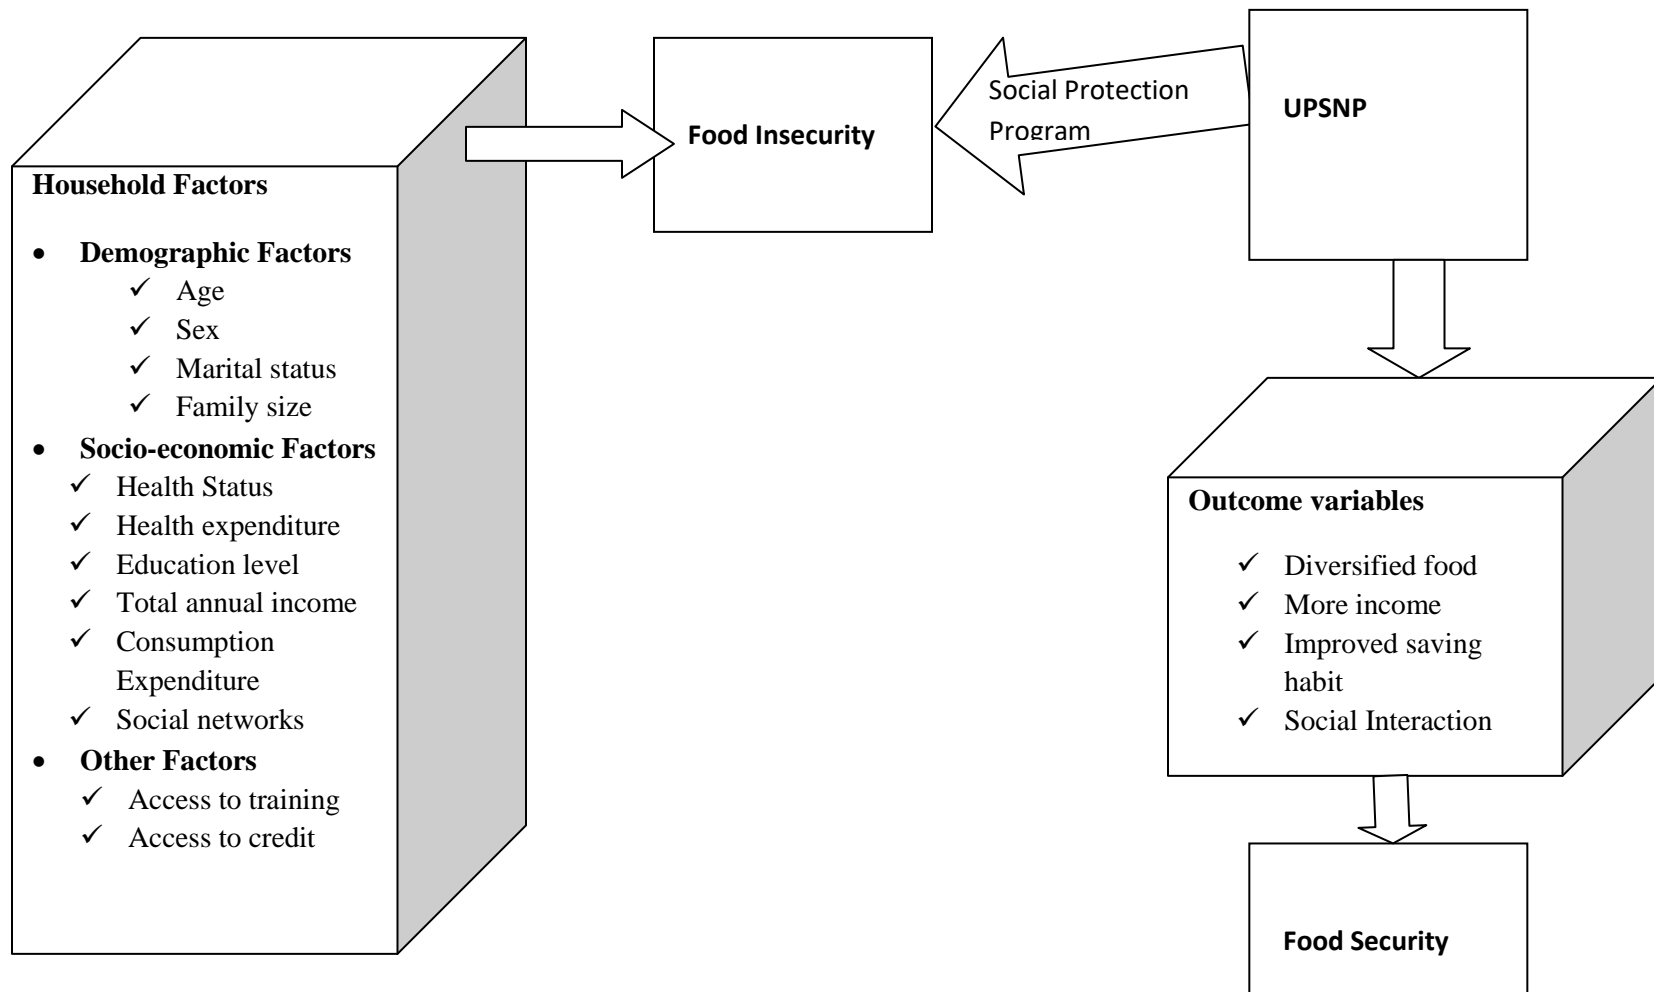 Household Factors
• Demographic Factors
✓ Age
✓ Sex
✓ Marital status
✓ Family size
• Socio-economic Factors
✓ Health Status
✓ Health expenditure
✓ Education level
✓ Total annual income
✓ Consumption
Expenditure
✓ Social networks
• Other Factors
✓ Access to training
✓ Access to credit
Food Insecurity
Social Protection
Program
UPSNP
Outcome variables
✓ Diversified food
✓ More income
✓ Improved saving
habit
✓ Social Interaction
Food Security